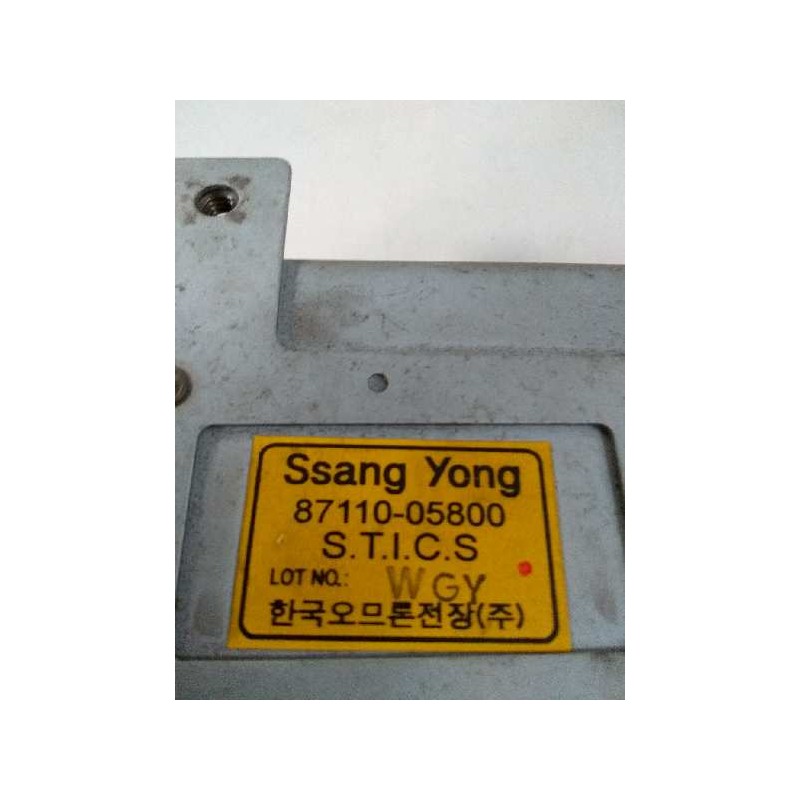 Ssang Yong
87110-05800
S.T.I.C.S
LOT NO.: WGY
한국오므론전장(주)